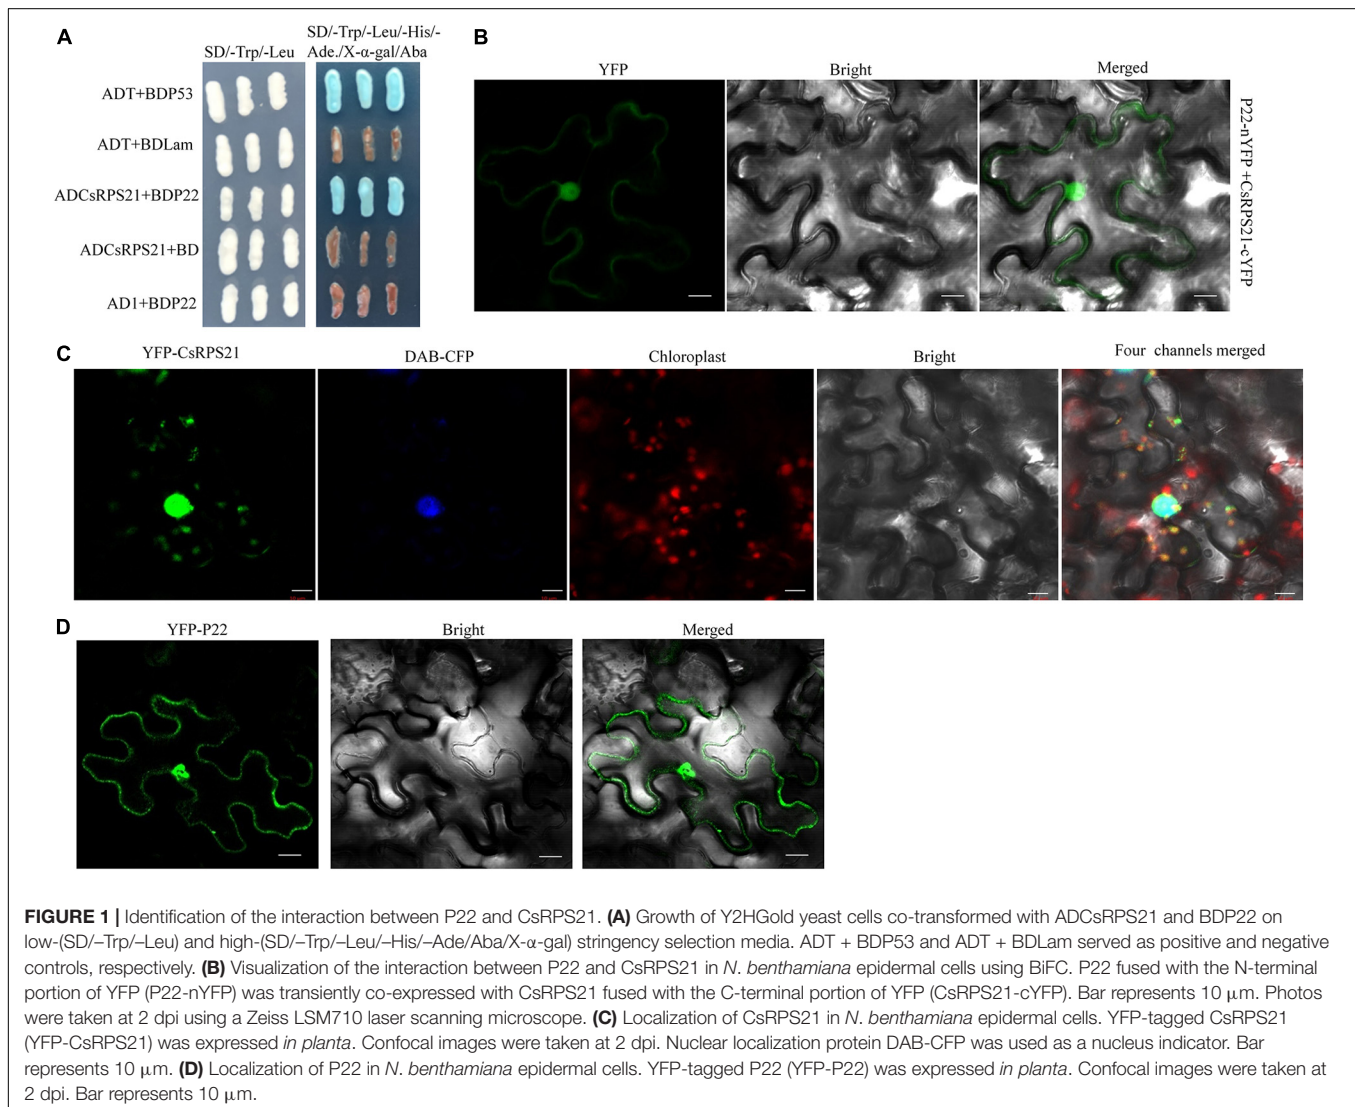 A
SD/-Trp/-Leu
SD/-Trp/-Leu/-His/-
Ade./X-α-gal/Aba
ADT+BDP53
ADT+BDLam
ADCsRPS21+BDP22
ADCsRPS21+BD
AD1+BDP22
B
YFP
Bright
Merged
P22-nYFP+CsRPS21-cYFP
C
YFP-CsRPS21
DAB-CFP
Chloroplast
Bright
Four channels merged
D
YFP-P22
Bright
Merged
FIGURE 1 | Identification of the interaction between P22 and CsRPS21. (A) Growth of Y2HGold yeast cells co-transformed with ADCsRPS21 and BDP22 on
low-(SD/–Trp/–Leu) and high-(SD/–Trp/–Leu/–His/–Ade/Aba/X-α-gal) stringency selection media. ADT + BDP53 and ADT + BDLam served as positive and negative
controls, respectively. (B) Visualization of the interaction between P22 and CsRPS21 in N. benthamiana epidermal cells using BiFC. P22 fused with the N-terminal
portion of YFP (P22-nYFP) was transiently co-expressed with CsRPS21 fused with the C-terminal portion of YFP (CsRPS21-cYFP). Bar represents 10 μm. Photos
were taken at 2 dpi using a Zeiss LSM710 laser scanning microscope. (C) Localization of CsRPS21 in N. benthamiana epidermal cells. YFP-tagged CsRPS21
(YFP-CsRPS21) was expressed in planta. Confocal images were taken at 2 dpi. Nuclear localization protein DAB-CFP was used as a nucleus indicator. Bar
represents 10 μm. (D) Localization of P22 in N. benthamiana epidermal cells. YFP-tagged P22 (YFP-P22) was expressed in planta. Confocal images were taken at
2 dpi. Bar represents 10 μm.